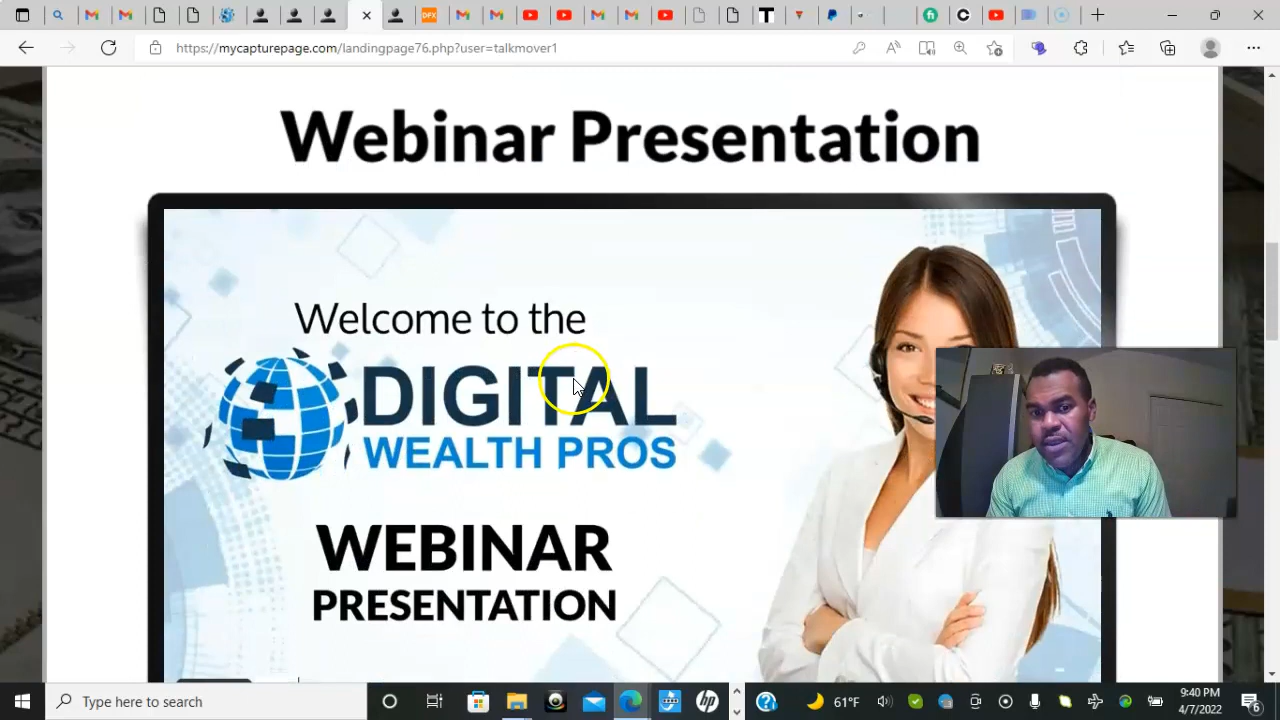 https://mycapturepage.com/landingpage76.php?user=talkmover1
Webinar Presentation
Welcome to the
DIGITAL
WEALTH PROS
WEBINAR
PRESENTATION
Type here to search
61°F
9:40 PM
4/7/2022